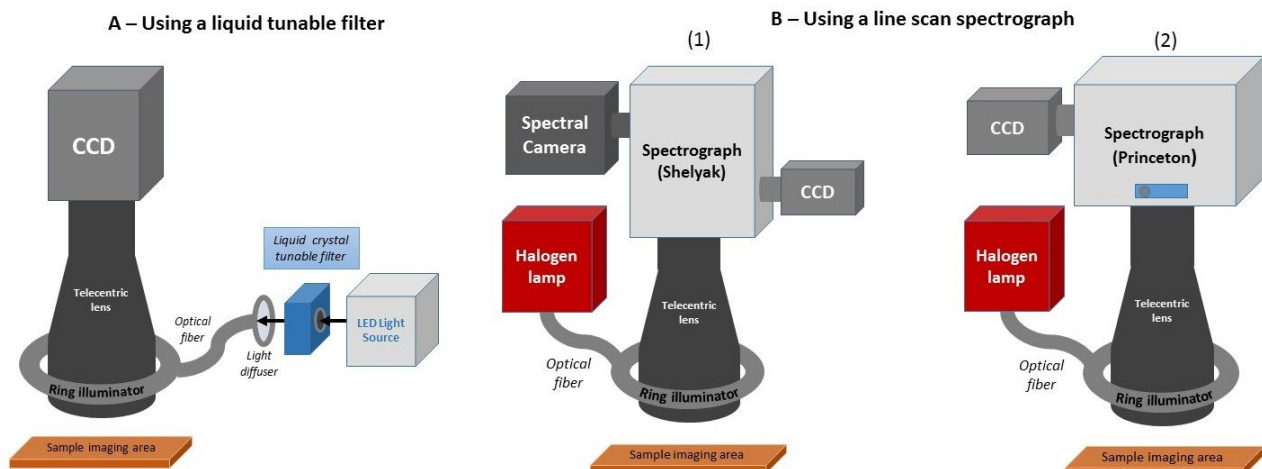 A – Using a liquid tunable filter
CCD
Telecentric
lens
Ring illuminator
Optical
fiber
Light
diffuser
Liquid crystal
tunable filter
LED Light
Source
Sample imaging area
B – Using a line scan spectrograph
(1)
Spectral
Camera
Spectrograph
(Shelyak)
CCD
Halogen
lamp
Telecentric
lens
Optical
fiber
Ring illuminator
Sample imaging area
(2)
CCD
Spectrograph
(Princeton)
Halogen
lamp
Telecentric
lens
Optical
fiber
Ring illuminator
Sample imaging area